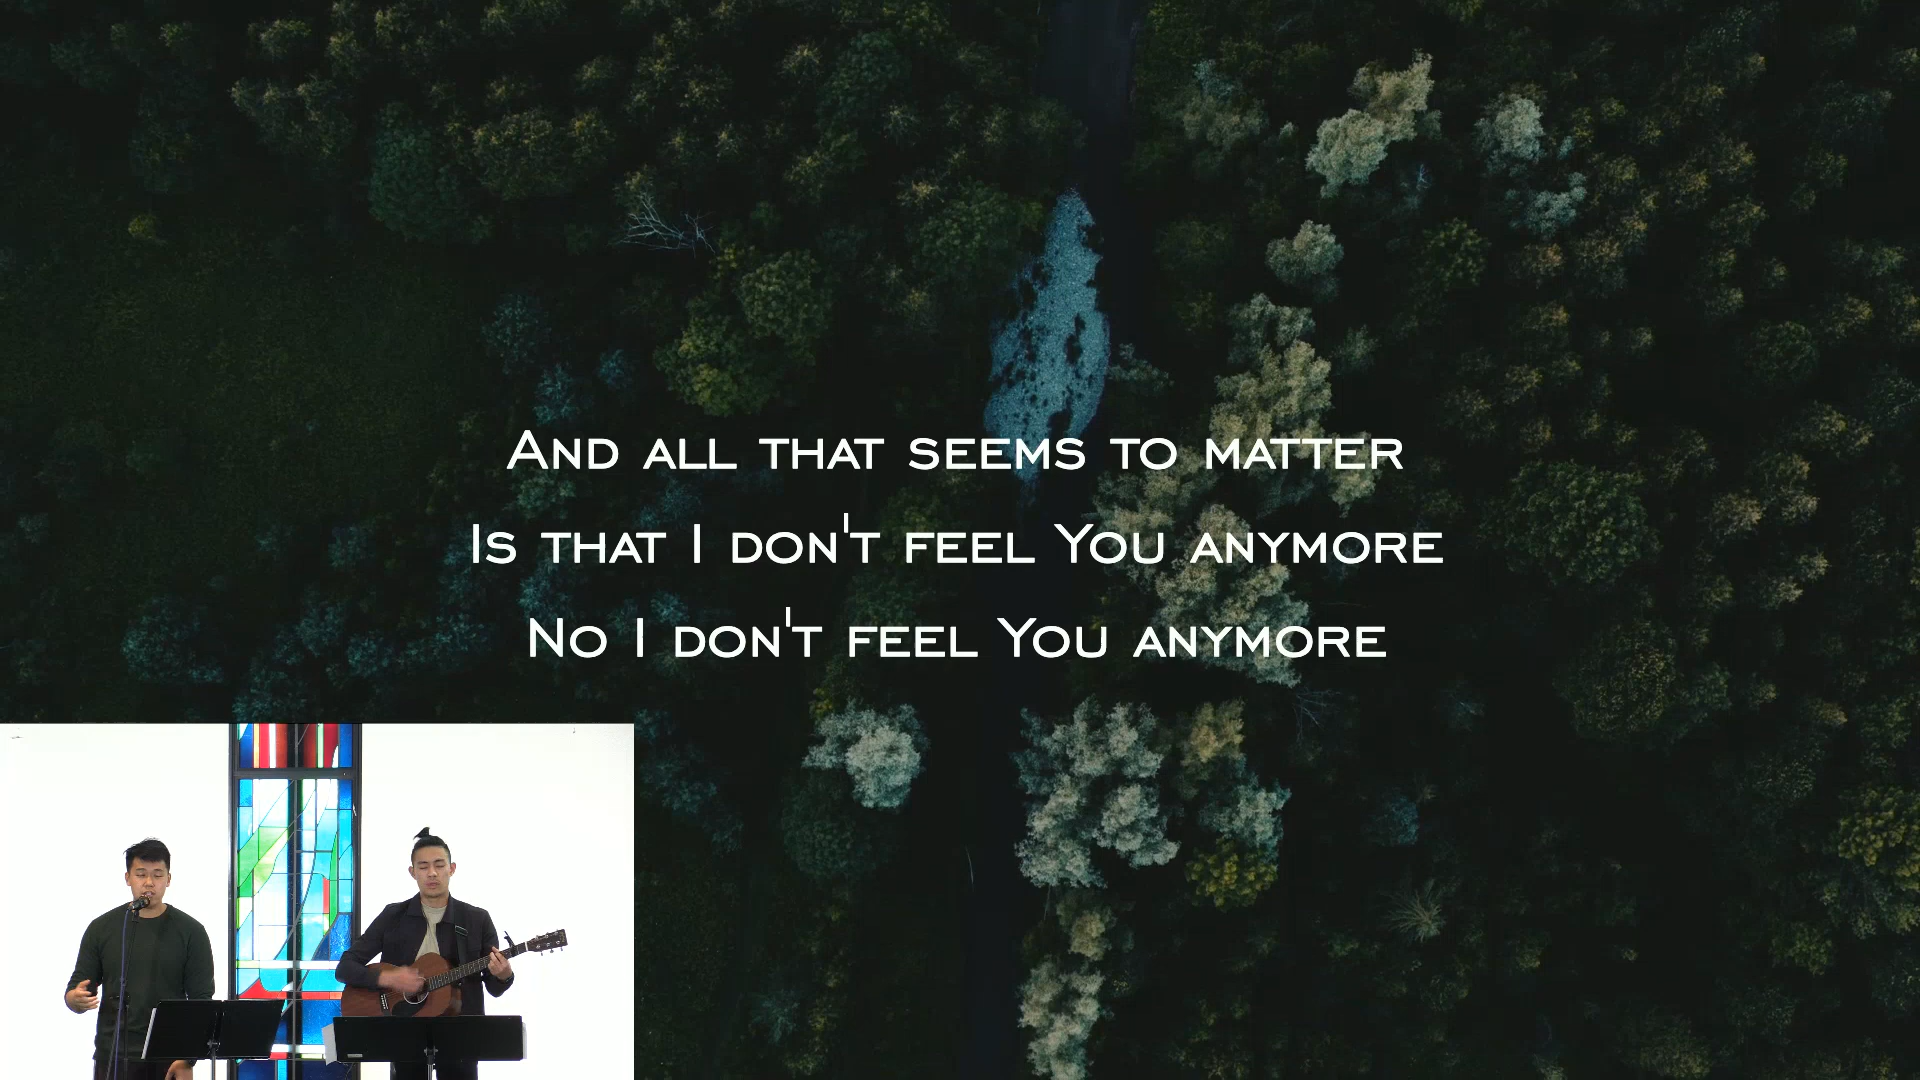 And all that seems to matter
Is that I don't feel You anymore
No I don't feel You anymore